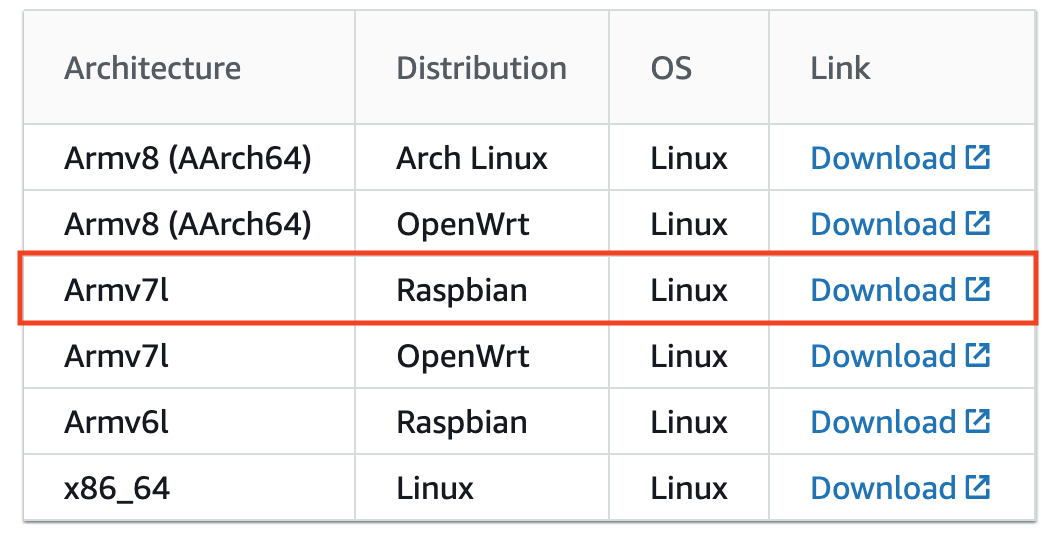 Architecture Distribution OS Link
Armv8 (AArch64) Arch Linux Linux Download
Armv8 (AArch64) OpenWrt Linux Download
Armv7l Raspbian Linux Download
Armv7l OpenWrt Linux Download
Armv6l Raspbian Linux Download
x86_64 Linux Linux Download